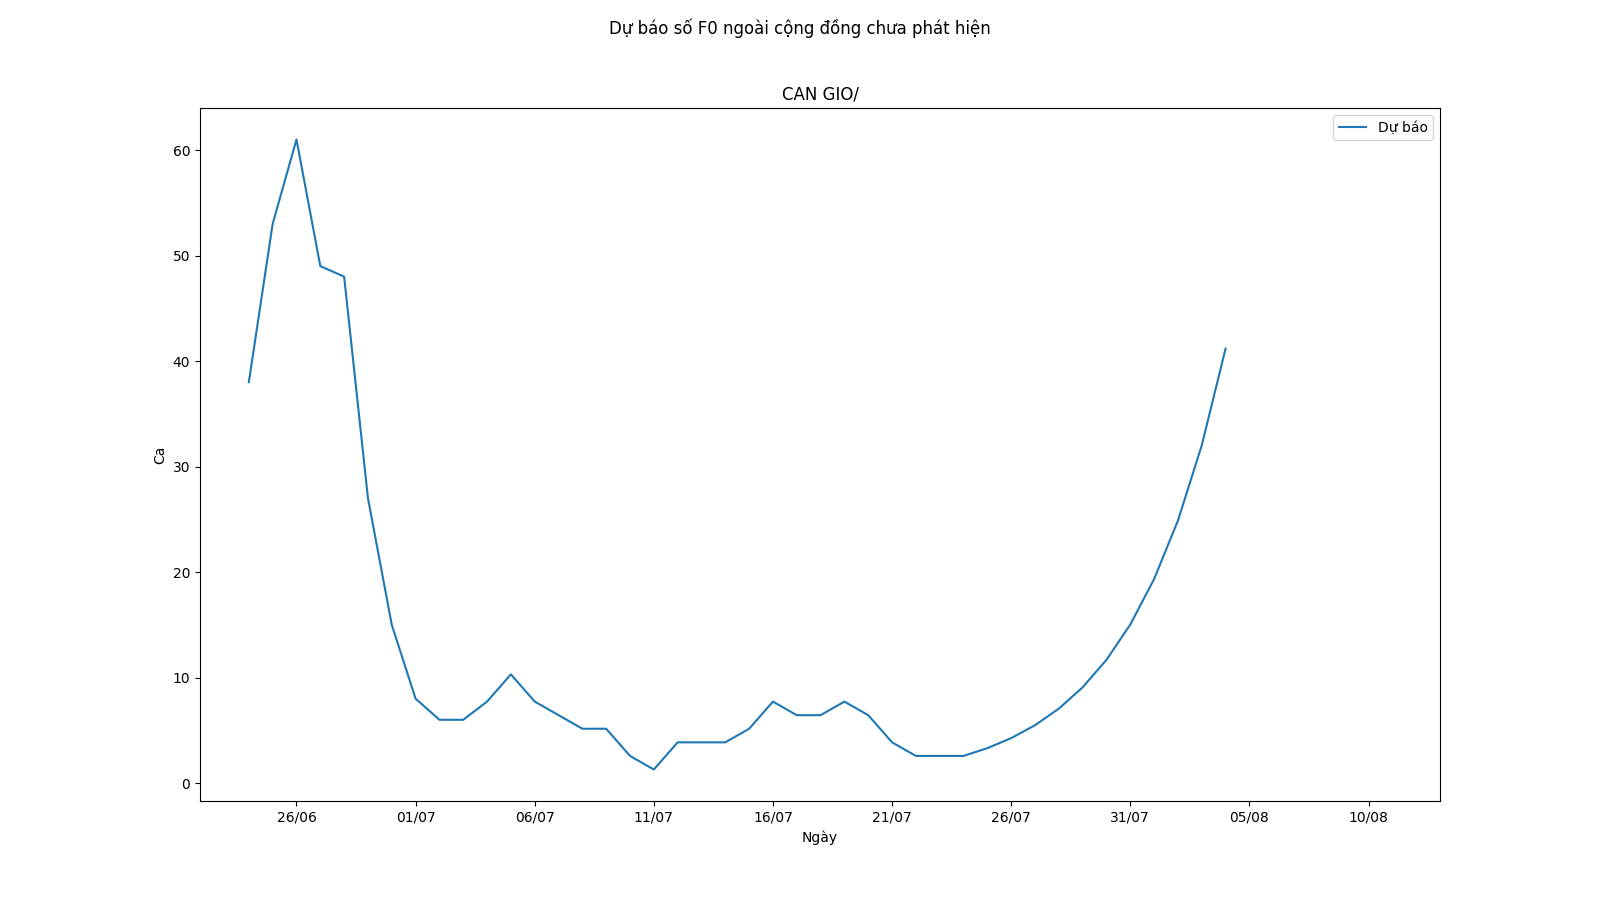 Dự báo số F0 ngoài cộng đồng chưa phát hiện
CAN GIO/
Dự báo
60
50
40
30
20
10
0
Ca
26/06 01/07 06/07 11/07 16/07 21/07 26/07 31/07 05/08 10/08
Ngày